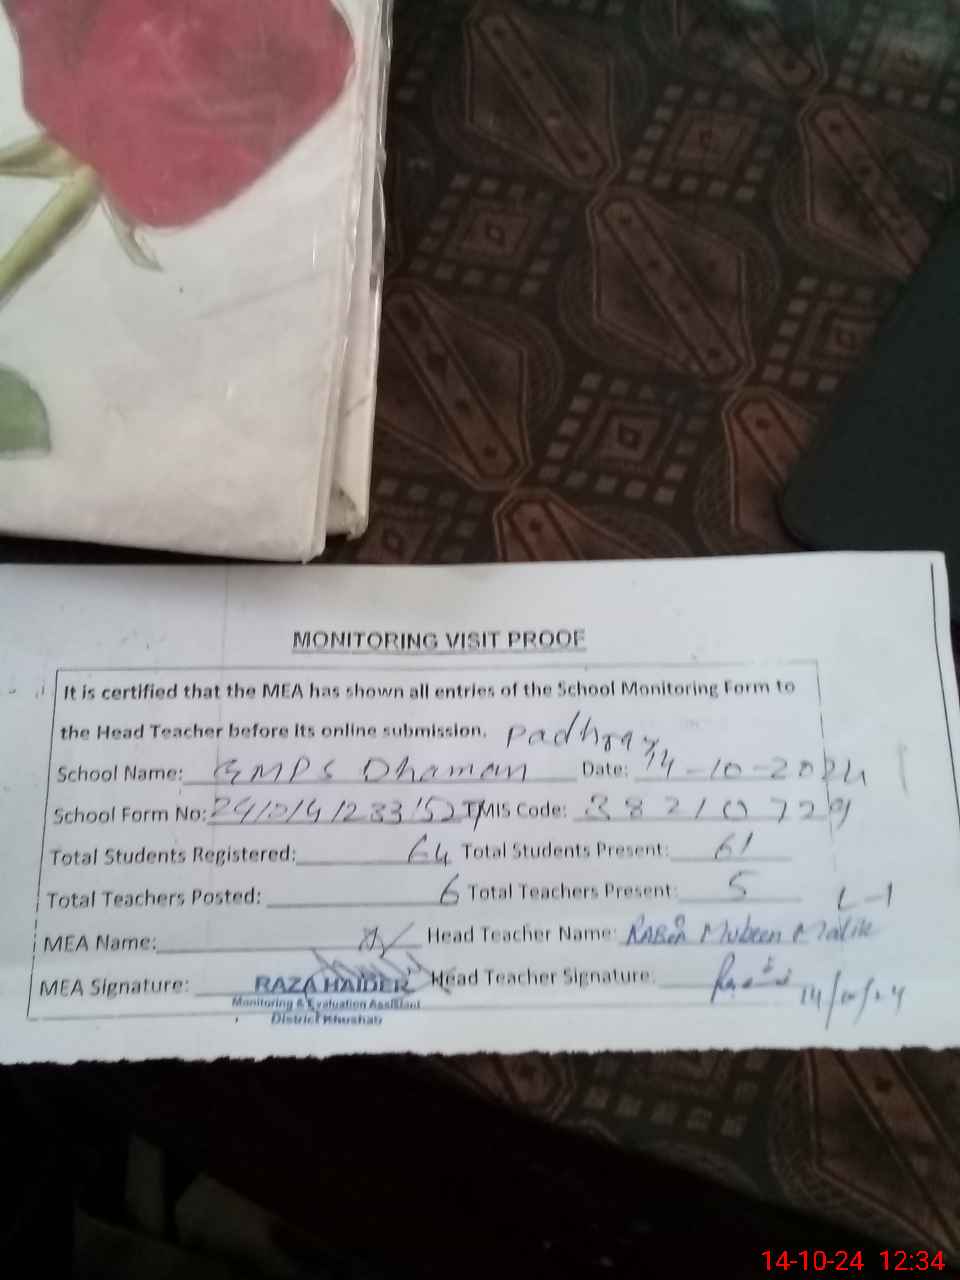 MONITORING VISIT PROOF
It is certified that the MEA has shown all entries of the School Monitoring Form to
the Head Teacher before its online submission. Padhrar
School Name: GMPS Dhaman Date: 14-10-2024
School Form No: TMIS Code: 38210729
Total Students Registered: 64 Total Students Present: 61
Total Teachers Posted: 6 Total Teachers Present: 5 L-1
MEA Name: Head Teacher Name: RABIA Mubeen Malik
MEA Signature: RAZA HAIDER Head Teacher Signature: 14/10/24
Monitoring & Evaluation Assistant
District Khushab
14-10-24 12:34